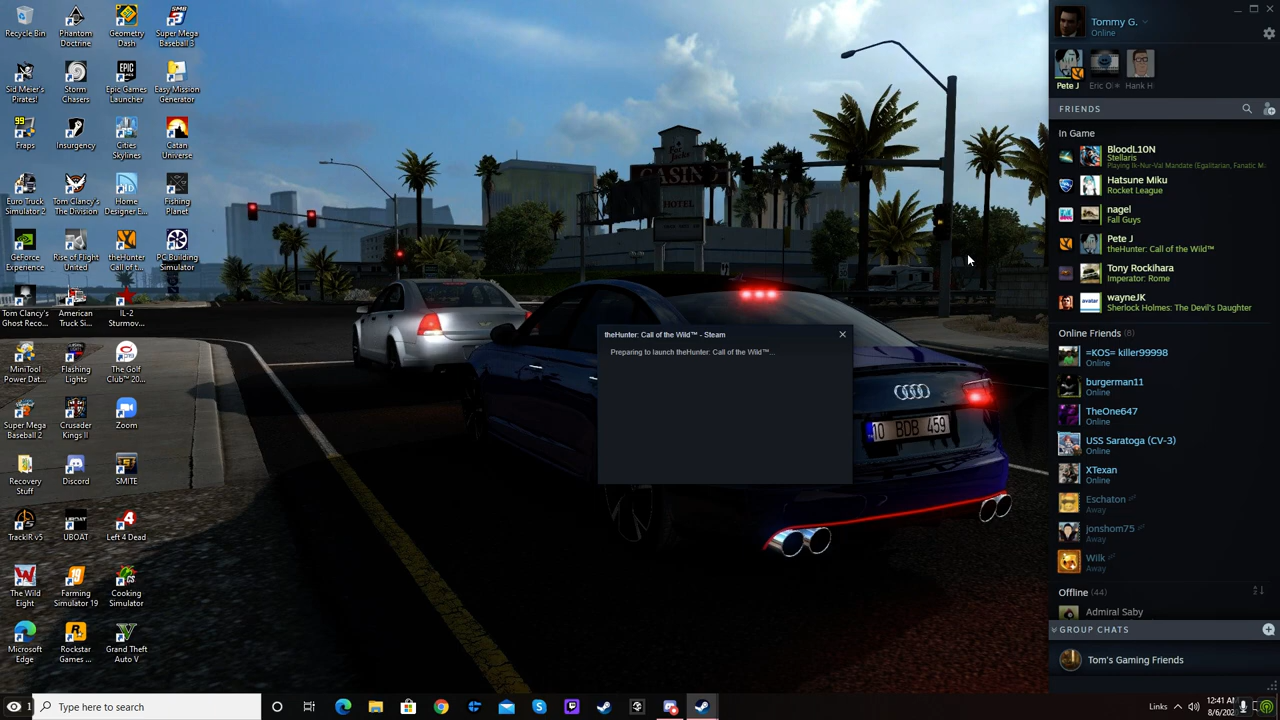 Recycle Bin
Phantom
Doctrine
Geometry
Dash
Super Mega
Baseball 3
Sid Meier's
Pirates!
Storm
Chasers
Epic Games
Launcher
Easy Mission
Generator
Fraps
Insurgency
Cities
Skylines
Catan
Universe
Euro Truck
Simulator 2
Tom Clancy's
The Division
Home
Designer E...
Fishing
Planet
GeForce
Experience
Rise of Flight
United
theHunter
Call of t...
PC Building
Simulator
Tom Clancy's
Ghost Reco...
American
Truck Si...
IL-2
Sturmov...
MiniTool
Power Dat...
Flashing
Lights
The Golf
Club™ 20...
Super Mega
Baseball 2
Crusader
Kings II
Zoom
Recovery
Stuff
Discord
SMITE
TrackIR v5
UBOAT
Left 4 Dead
The Wild
Eight
Farming
Simulator 19
Cooking
Simulator
Microsoft
Edge
Rockstar
Games ...
Grand Theft
Auto V
CASINO
HOTEL
10 BDB 459
theHunter: Call of the Wild™ - Steam
Preparing to launch theHunter: Call of the Wild™...
Tommy G.
Online
Pete J
Eric O
Hank H
FRIENDS
In Game
BloodL10N
Stellaris
Playing Ik-Nur-Val Mandate (Egalitarian, Fanatic M...
Hatsune Miku
Rocket League
nagel
Fall Guys
Pete J
theHunter: Call of the Wild™
Tony Rockihara
Imperator: Rome
wayneJK
Sherlock Holmes: The Devil's Daughter
Online Friends (8)
=KOS= killer99998
Online
burgerman11
Online
TheOne647
Online
USS Saratoga (CV-3)
Online
XTexan
Online
Eschaton
Away
jonshom75
Away
Wilk
Away
Offline (44)
Admiral Saby
GROUP CHATS
Tom's Gaming Friends
Type here to search
Links
12:41 AM